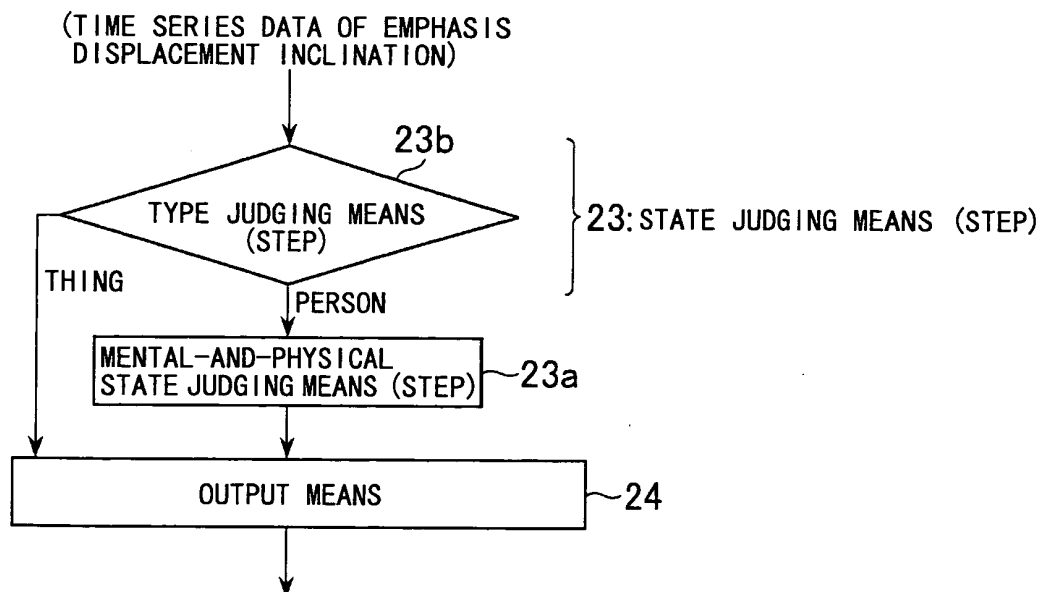 (TIME SERIES DATA OF EMPHASIS
DISPLACEMENT INCLINATION)
23b
TYPE JUDGING MEANS
(STEP)
23:STATE JUDGING MEANS (STEP)
THING
PERSON
MENTAL-AND-PHYSICAL
STATE JUDGING MEANS (STEP)
23a
OUTPUT MEANS
24